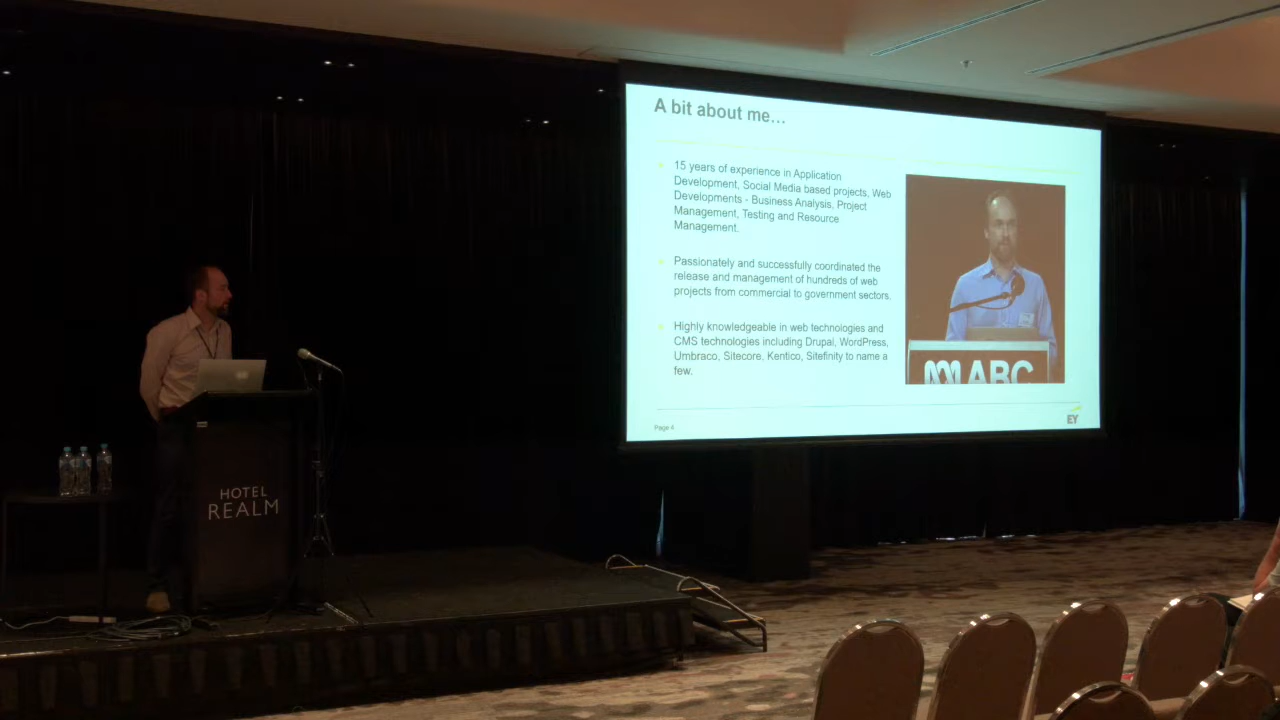 A bit about me...
15 years of experience in Application
Development, Social Media based projects, Web
Developments - Business Analysis, Project
Management, Testing and Resource
Management.
Passionately and successfully coordinated the
release and management of hundreds of web
projects from commercial to government sectors.
Highly knowledgeable in web technologies and
CMS technologies including Drupal, WordPress,
Umbraco, Sitecore, Kentico, Sitefinity to name a
few.
ABC
Page 4
EY
HOTEL
REALM